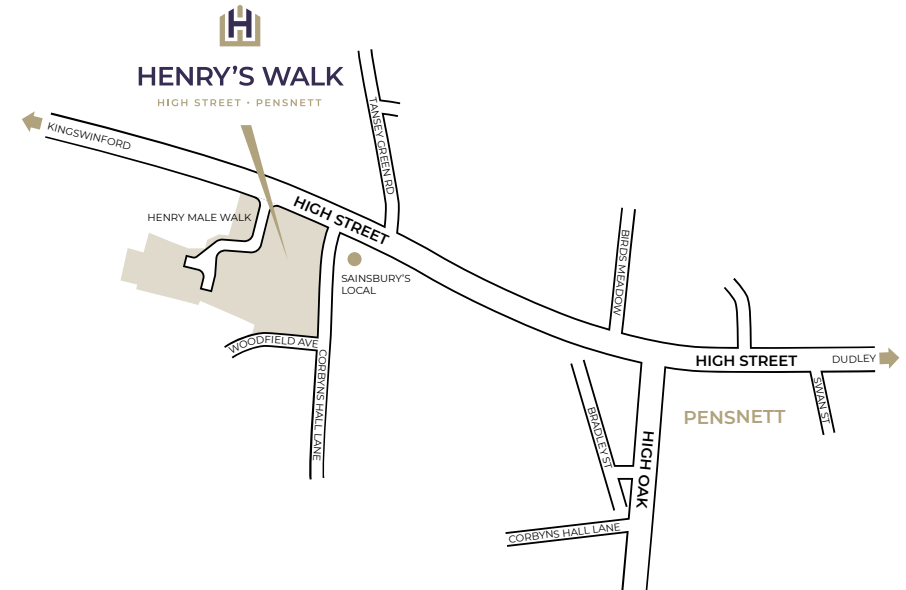 H
HENRY'S WALK
HIGH STREET • PENSNETT
KINGSWINFORD
TANSEY GREEN RD
HENRY MALE WALK
HIGH STREET
SAINSBURY'S
LOCAL
BIRDS MEADOW
WOODFIELD AVE
CORBYNS HALL LANE
HIGH STREET
DUDLEY
SWAN ST
PENSNETT
BRADLEY ST
HIGH OAK
CORBYNS HALL LANE